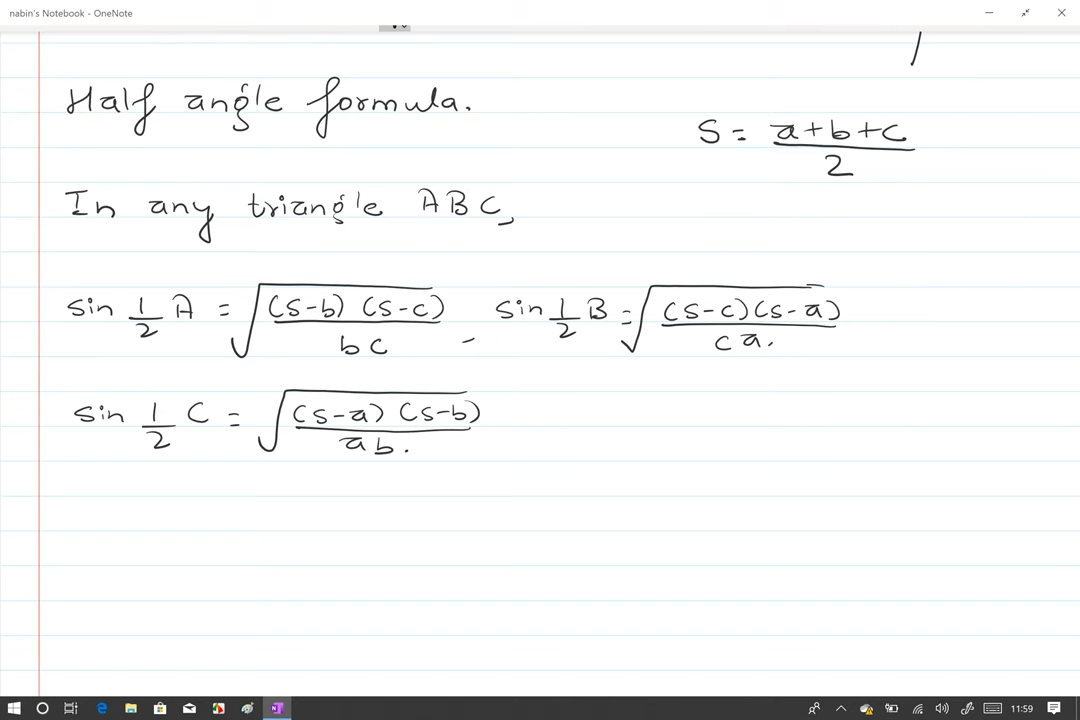 nabin's Notebook - OneNote
Half angle formula.
S = a+b+c / 2
In any triangle ABC,
sin 1/2 A = √((s-b) (s-c) / bc) , sin 1/2 B = √((s-c)(s-a) / ca.)
sin 1/2 C = √((s-a) (s-b) / ab.)
11:59